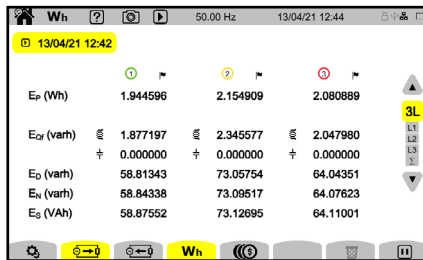 Wh ? 50.00 Hz 13/04/21 12:44
13/04/21 12:42
1 2 3
EP (Wh) 1.944596 2.154909 2.080889
3L
EQf (varh) 1.877197 2.345577 2.047980
L1
0.000000 0.000000 0.000000
L2
L3
ED (varh) 58.81343 73.05754 64.04351
Σ
EN (varh) 58.84338 73.09517 64.07623
ES (VAh) 58.87552 73.12695 64.11001
Wh $